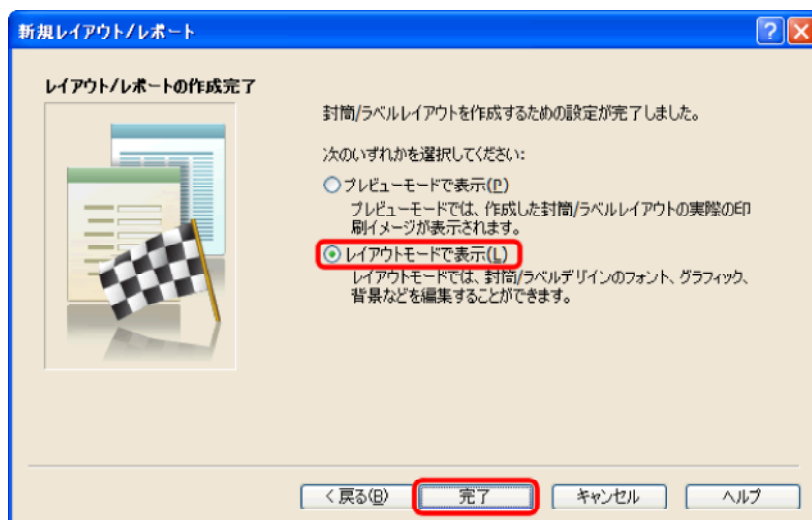 新規レイアウト/レポート
レイアウト/レポートの作成完了
封筒/ラベルレイアウトを作成するための設定が完了しました。
次のいずれかを選択してください:
プレビューモードで表示(P)
プレビューモードでは、作成した封筒/ラベルレイアウトの実際の印
刷イメージが表示されます。
レイアウトモードで表示(L)
レイアウトモードでは、封筒/ラベルデザインのフォント、グラフィック、
背景などを編集することができます。
< 戻る(B)
完了
キャンセル
ヘルプ